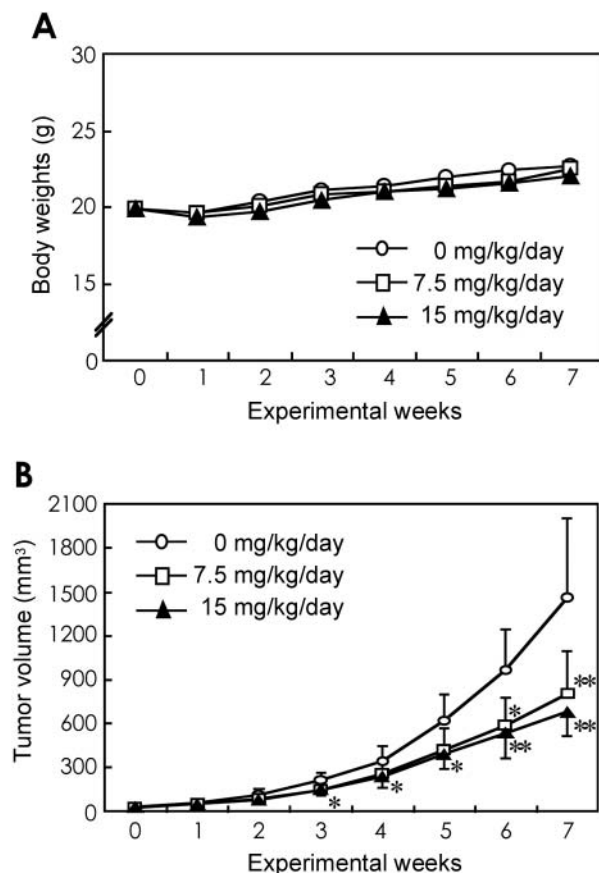 A
30
25
20
15
0
Body weights (g)
0 mg/kg/day
7.5 mg/kg/day
15 mg/kg/day
0 1 2 3 4 5 6 7
Experimental weeks
B
2100
1800
1500
1200
900
600
300
0
Tumor volume (mm³)
0 mg/kg/day
7.5 mg/kg/day
15 mg/kg/day
**
*
**
**
*
*
*
0 1 2 3 4 5 6 7
Experimental weeks